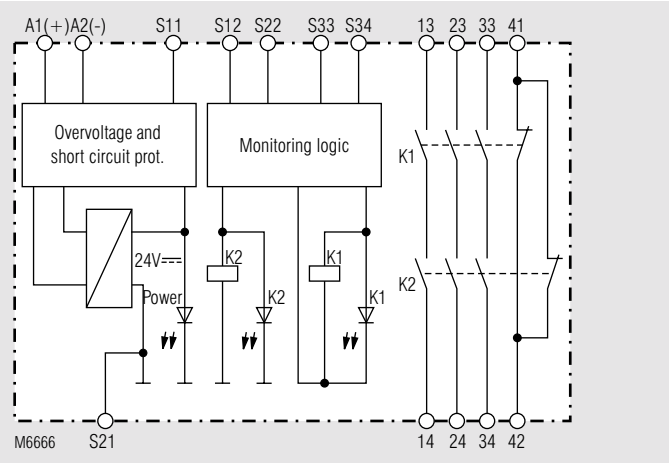 A1(+) A2(-) S11 S12 S22 S33 S34 13 23 33 41
Overvoltage and
short circuit prot.
Monitoring logic
K1
24V
K2
K1
K2
Power
K2
K1
M6666
S21
14 24 34 42